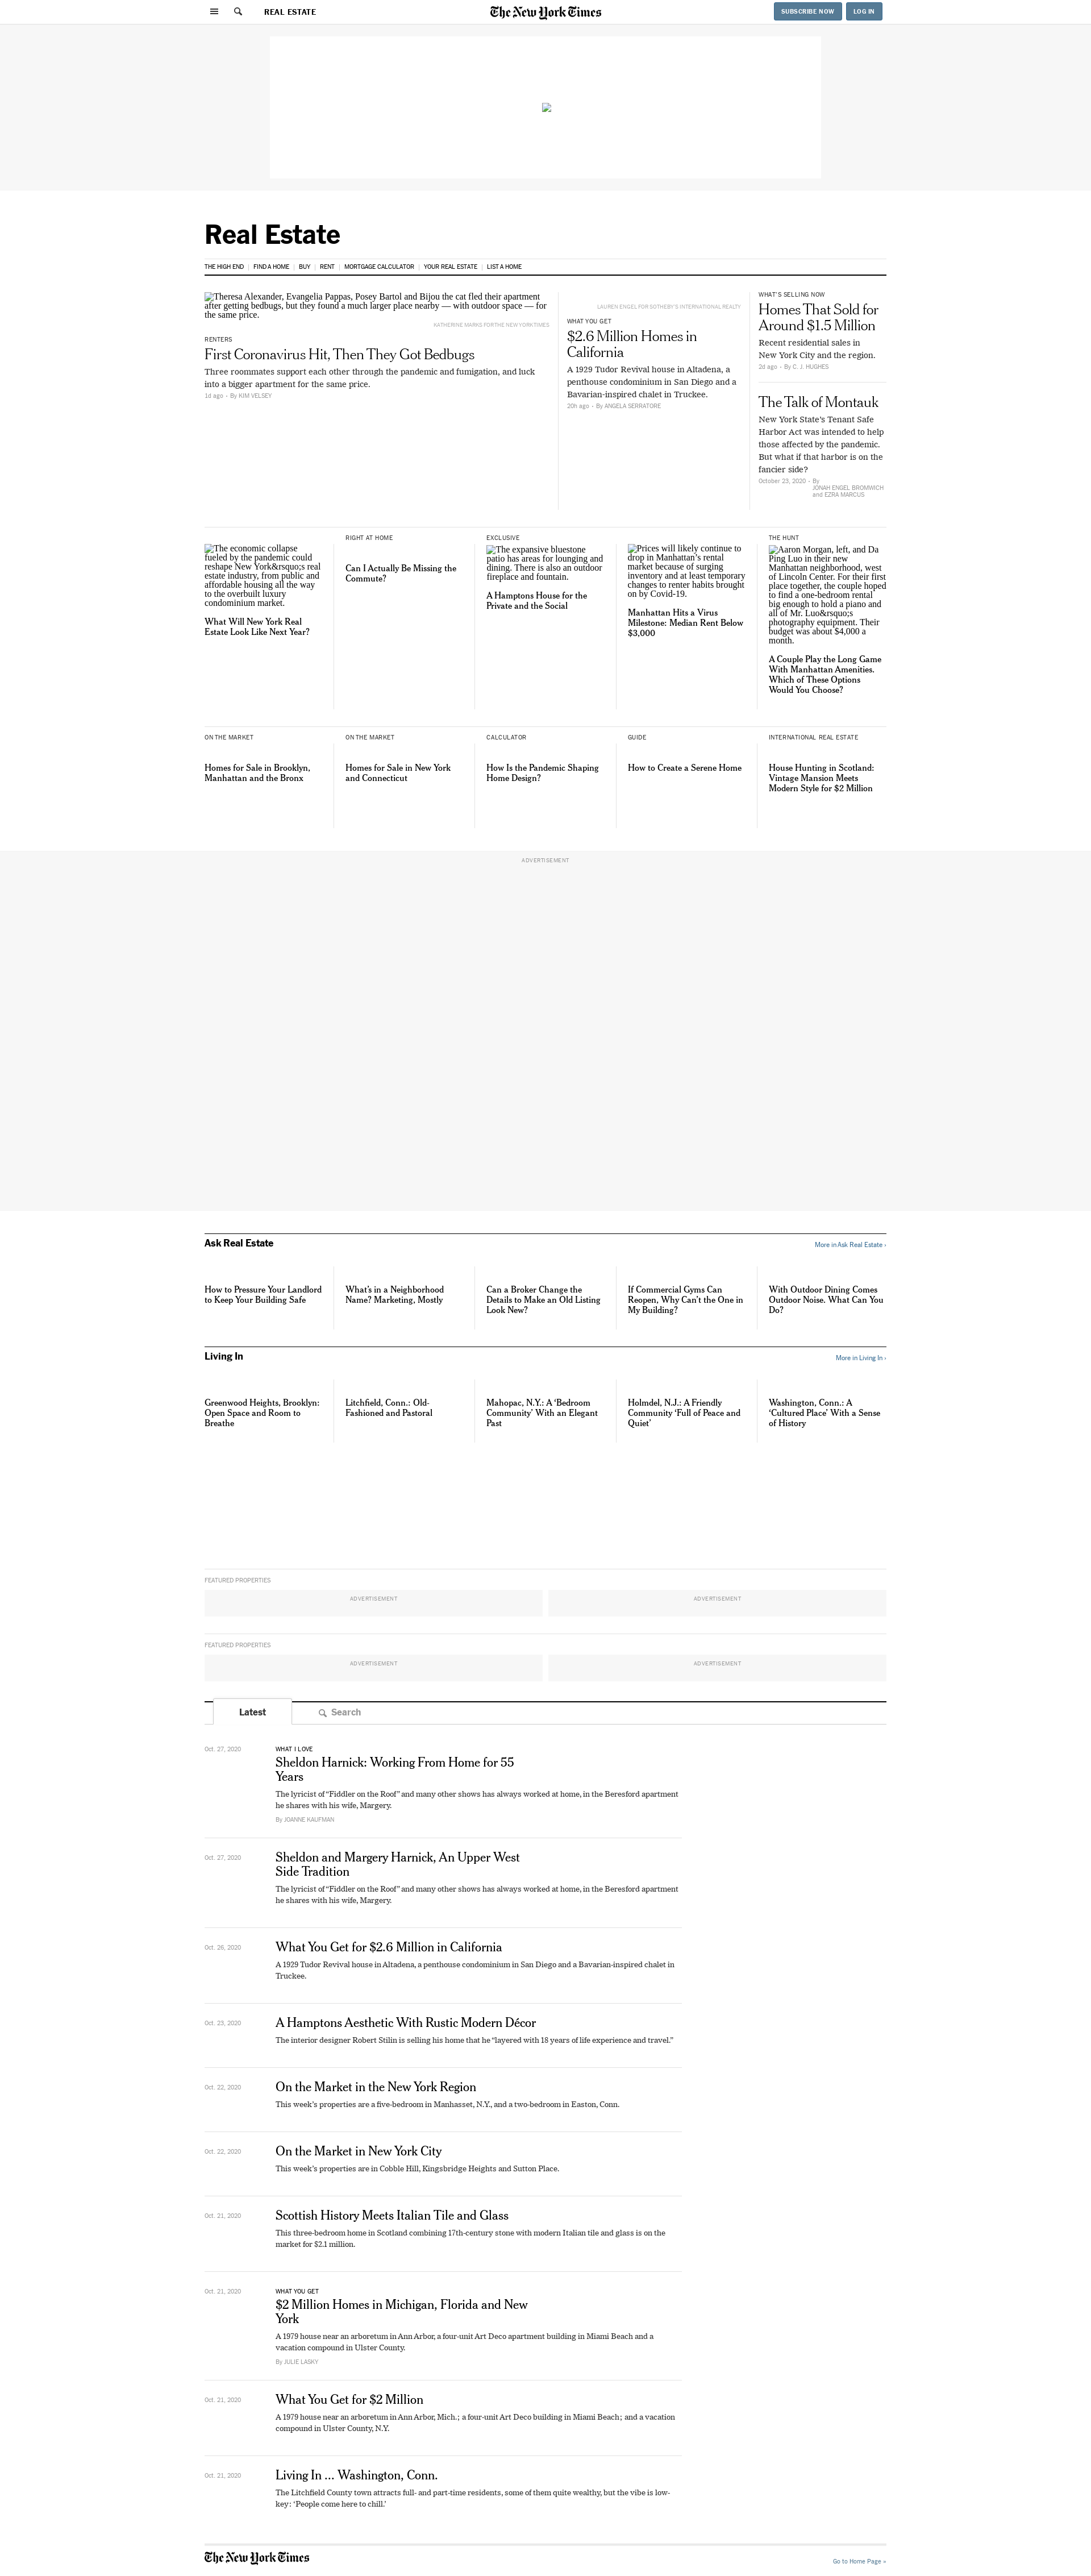 REAL ESTATE
The New York Times
SUBSCRIBE NOW
LOG IN
Real Estate
THE HIGH END
FIND A HOME
BUY
RENT
MORTGAGE CALCULATOR
YOUR REAL ESTATE
LIST A HOME
Theresa Alexander, Evangelia Pappas, Posey Bartol and Bijou the cat fled their apartment
after getting bedbugs, but they found a much larger place nearby — with outdoor space — for
the same price.
KATHERINE MARKS FOR THE NEW YORK TIMES
RENTERS
First Coronavirus Hit, Then They Got Bedbugs
Three roommates support each other through the pandemic and fumigation, and luck
into a bigger apartment for the same price.
1d ago - By KIM VELSEY
LAUREN ENGEL FOR SOTHEBY'S INTERNATIONAL REALTY
WHAT YOU GET
$2.6 Million Homes in
California
A 1929 Tudor Revival house in Altadena, a
penthouse condominium in San Diego and a
Bavarian-inspired chalet in Truckee.
20h ago - By ANGELA SERRATORE
WHAT'S SELLING NOW
Homes That Sold for
Around $1.5 Million
Recent residential sales in
New York City and the region.
2d ago - By C. J. HUGHES
The Talk of Montauk
New York State's Tenant Safe
Harbor Act was intended to help
those affected by the pandemic.
But what if that harbor is on the
fancier side?
October 23, 2020 - By
JONAH ENGEL BROMWICH
and EZRA MARCUS
The economic collapse
fueled by the pandemic could
reshape New York&rsquo;s real
estate industry, from public and
affordable housing all the way
to the overbuilt luxury
condominium market.
What Will New York Real
Estate Look Like Next Year?
RIGHT AT HOME
Can I Actually Be Missing the
Commute?
EXCLUSIVE
The expansive bluestone
patio has areas for lounging and
dining. There is also an outdoor
fireplace and fountain.
A Hamptons House for the
Private and the Social
Prices will likely continue to
drop in Manhattan's rental
market because of surging
inventory and at least temporary
changes to renter habits brought
on by Covid-19.
Manhattan Hits a Virus
Milestone: Median Rent Below
$3,000
THE HUNT
Aaron Morgan, left, and Da
Ping Luo in their new
Manhattan neighborhood, west
of Lincoln Center. For their first
place together, the couple hoped
to find a one-bedroom rental
big enough to hold a piano and
all of Mr. Luo&rsquo;s
photography equipment. Their
budget was about $4,000 a
month.
A Couple Play the Long Game
With Manhattan Amenities.
Which of These Options
Would You Choose?
ON THE MARKET
Homes for Sale in Brooklyn,
Manhattan and the Bronx
ON THE MARKET
Homes for Sale in New York
and Connecticut
CALCULATOR
How Is the Pandemic Shaping
Home Design?
GUIDE
How to Create a Serene Home
INTERNATIONAL REAL ESTATE
House Hunting in Scotland:
Vintage Mansion Meets
Modern Style for $2 Million
ADVERTISEMENT
Ask Real Estate
More in Ask Real Estate ›
How to Pressure Your Landlord
to Keep Your Building Safe
What's in a Neighborhood
Name? Marketing, Mostly
Can a Broker Change the
Details to Make an Old Listing
Look New?
If Commercial Gyms Can
Reopen, Why Can't the One in
My Building?
With Outdoor Dining Comes
Outdoor Noise. What Can You
Do?
Living In
More in Living In ›
Greenwood Heights, Brooklyn:
Open Space and Room to
Breathe
Litchfield, Conn.: Old-
Fashioned and Pastoral
Mahopac, N.Y.: A ‘Bedroom
Community’ With an Elegant
Past
Holmdel, N.J.: A Friendly
Community ‘Full of Peace and
Quiet’
Washington, Conn.: A
‘Cultured Place’ With a Sense
of History
FEATURED PROPERTIES
ADVERTISEMENT
ADVERTISEMENT
FEATURED PROPERTIES
ADVERTISEMENT
ADVERTISEMENT
Latest
Search
Oct. 27, 2020
WHAT I LOVE
Sheldon Harnick: Working From Home for 55
Years
The lyricist of “Fiddler on the Roof” and many other shows has always worked at home, in the Beresford apartment
he shares with his wife, Margery.
By JOANNE KAUFMAN
Oct. 27, 2020
Sheldon and Margery Harnick, An Upper West
Side Tradition
The lyricist of “Fiddler on the Roof” and many other shows has always worked at home, in the Beresford apartment
he shares with his wife, Margery.
Oct. 26, 2020
What You Get for $2.6 Million in California
A 1929 Tudor Revival house in Altadena, a penthouse condominium in San Diego and a Bavarian-inspired chalet in
Truckee.
Oct. 23, 2020
A Hamptons Aesthetic With Rustic Modern Décor
The interior designer Robert Stilin is selling his home that he “layered with 18 years of life experience and travel.”
Oct. 22, 2020
On the Market in the New York Region
This week's properties are a five-bedroom in Manhasset, N.Y., and a two-bedroom in Easton, Conn.
Oct. 22, 2020
On the Market in New York City
This week's properties are in Cobble Hill, Kingsbridge Heights and Sutton Place.
Oct. 21, 2020
Scottish History Meets Italian Tile and Glass
This three-bedroom home in Scotland combining 17th-century stone with modern Italian tile and glass is on the
market for $2.1 million.
Oct. 21, 2020
WHAT YOU GET
$2 Million Homes in Michigan, Florida and New
York
A 1979 house near an arboretum in Ann Arbor, a four-unit Art Deco apartment building in Miami Beach and a
vacation compound in Ulster County.
By JULIE LASKY
Oct. 21, 2020
What You Get for $2 Million
A 1979 house near an arboretum in Ann Arbor, Mich.; a four-unit Art Deco building in Miami Beach; and a vacation
compound in Ulster County, N.Y.
Oct. 21, 2020
Living In ... Washington, Conn.
The Litchfield County town attracts full- and part-time residents, some of them quite wealthy, but the vibe is low-
key: ‘People come here to chill.’
The New York Times
Go to Home Page »